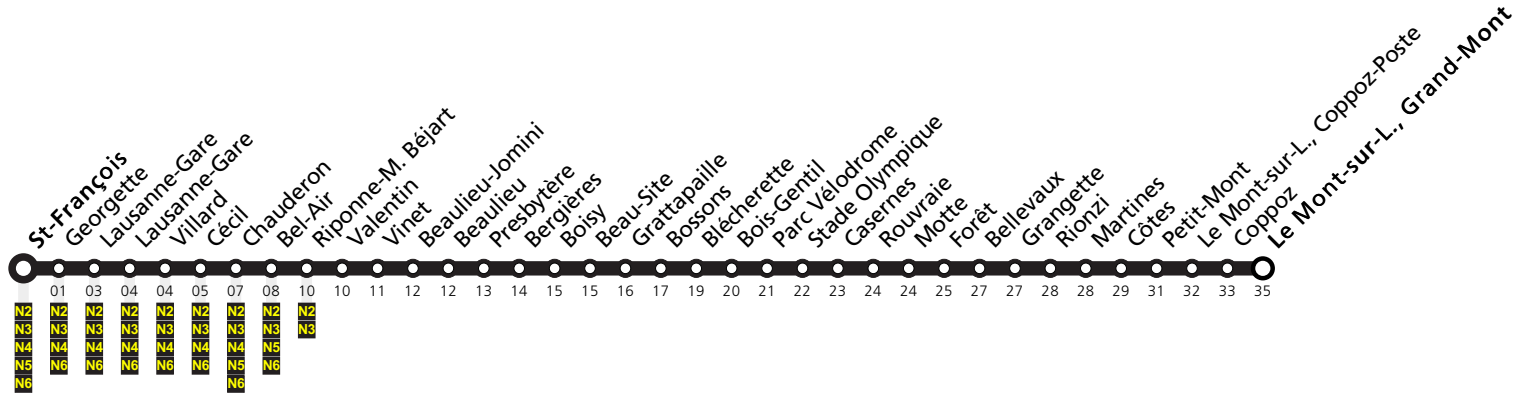 St-François
Georgette
Lausanne-Gare
Lausanne-Gare
Villard
Cécil
Chauderon
Bel-Air
Riponne-M. Béjart
Valentin
Vinet
Beaulieu-Jomini
Beaulieu
Presbytère
Bergières
Boisy
Beau-Site
Grattapaille
Bossons
Blécherette
Bois-Gentil
Parc Vélodrome
Stade Olympique
Casernes
Rouvraie
Motte
Forêt
Bellevaux
Grangette
Rionzi
Martines
Côtes
Petit-Mont
Le Mont-sur-L., Coppoz-Poste
Coppoz
Le Mont-sur-L., Grand-Mont
01 03 04 04 05 07 08 10 10 11 12 12 13 14 15 15 16 17 19 20 21 22 23 24 24 25 27 27 28 28 29 31 32 33 35
N2 N2 N2 N2 N2 N2 N2 N2 N2
N3 N3 N3 N3 N3 N3 N3 N3 N3
N4 N4 N4 N4 N4 N4 N4 N5
N5 N6 N6 N6 N6 N6 N5 N6
N6 N6